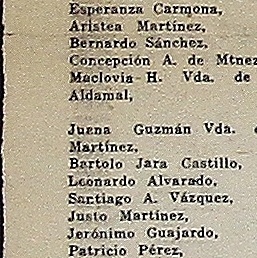 Esperanza Carmona,
Aristea Martínez,
Bernardo Sánchez,
Concepción A. de Mtnez
Maclovia H. Vda. de
Aldamal,
Juana Guzmán Vda.
Martínez,
Bartolo Jara Castillo,
Leonardo Alvarado,
Santiago A. Vázquez,
Justo Martínez,
Jerónimo Guajardo,
Patricio Pérez,